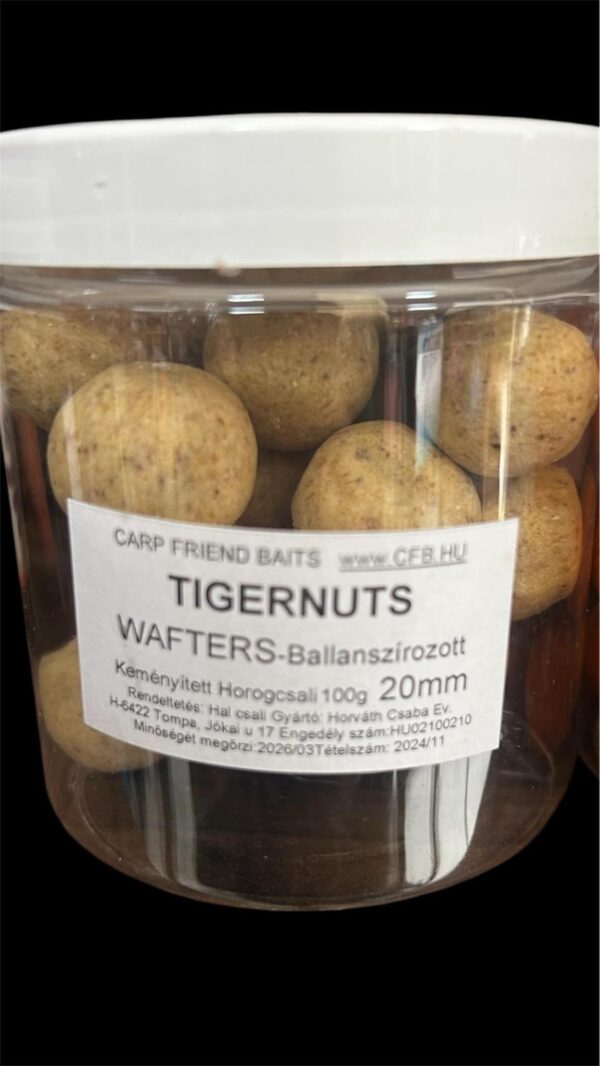 CARP FRIEND BAITS www.CFB.HU
TIGERNUTS
WAFTERS-Ballanszírozott
Keményitett Horogcsali 100g 20mm
Rendeltetés: Hal csali Gyártó: Horváth Csaba Ev.
H-6422 Tompa, Jókai u 17 Engedély szám:HU02100210
Minőségét megőrzi:2026/03Tételszám: 2024/11